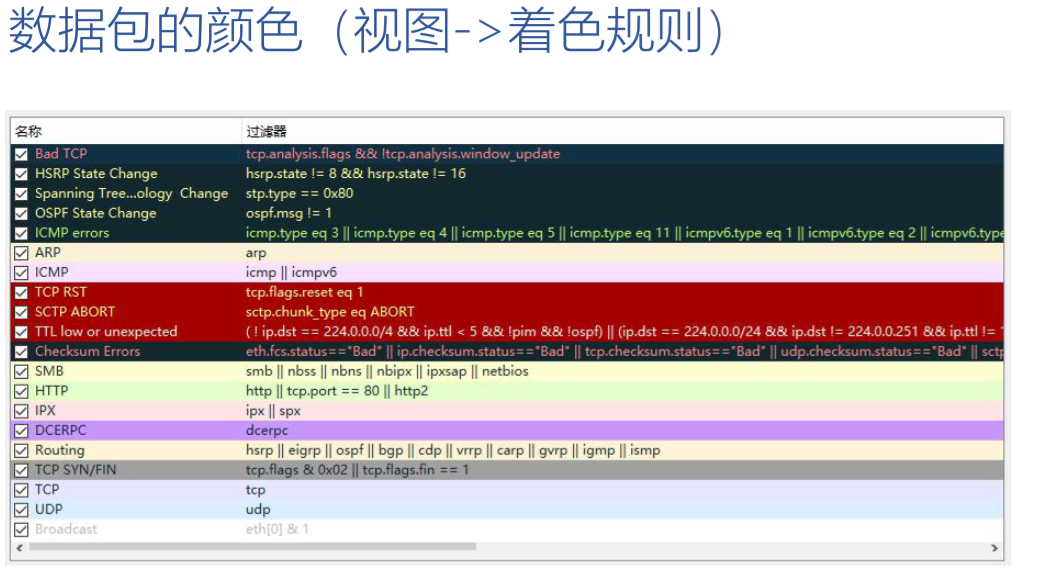 数据包的颜色（视图->着色规则）
名称 过滤器
Bad TCP tcp.analysis.flags && !tcp.analysis.window_update
HSRP State Change hsrp.state != 8 && hsrp.state != 16
Spanning Tree...ology Change stp.type == 0x80
OSPF State Change ospf.msg != 1
ICMP errors icmp.type eq 3 || icmp.type eq 4 || icmp.type eq 5 || icmp.type eq 11 || icmpv6.type eq 1 || icmpv6.type eq 2 || icmpv6.type
ARP arp
ICMP icmp || icmpv6
TCP RST tcp.flags.reset eq 1
SCTP ABORT sctp.chunk_type eq ABORT
TTL low or unexpected ( ! ip.dst == 224.0.0.0/4 && ip.ttl < 5 && !pim && !ospf) || (ip.dst == 224.0.0.0/24 && ip.dst != 224.0.0.251 && ip.ttl != 1
Checksum Errors eth.fcs.status=="Bad" || ip.checksum.status=="Bad" || tcp.checksum.status=="Bad" || udp.checksum.status=="Bad" || sctp
SMB smb || nbss || nbns || nbipx || ipxsap || netbios
HTTP http || tcp.port == 80 || http2
IPX ipx || spx
DCERPC dcerpc
Routing hsrp || eigrp || ospf || bgp || cdp || vrrp || carp || gvrp || igmp || ismp
TCP SYN/FIN tcp.flags & 0x02 || tcp.flags.fin == 1
TCP tcp
UDP udp
Broadcast eth[0] & 1